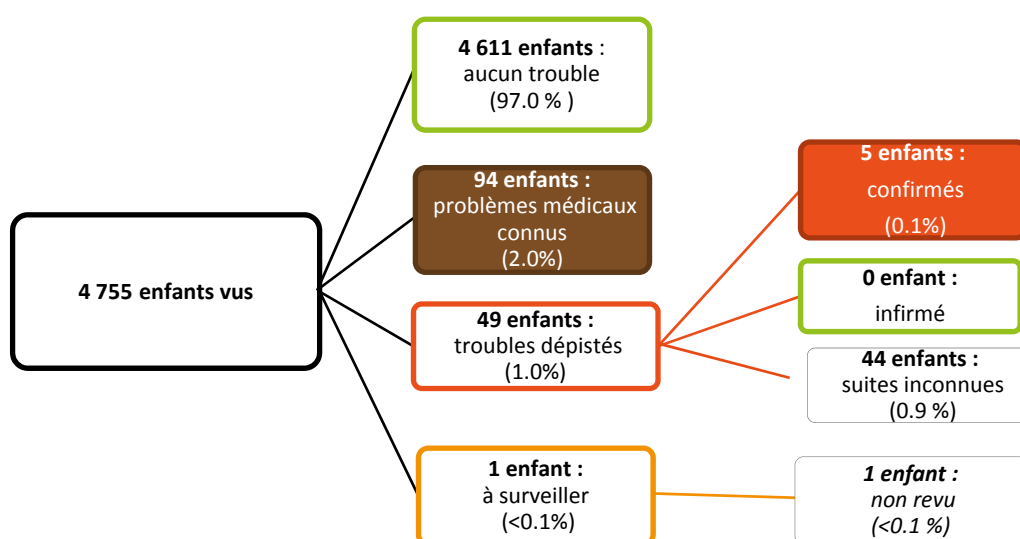 4 755 enfants vus
4 611 enfants :
aucun trouble
(97.0 % )
94 enfants :
problèmes médicaux
connus
(2.0%)
49 enfants :
troubles dépistés
(1.0%)
1 enfant :
à surveiller
(<0.1%)
5 enfants :
confirmés
(0.1%)
0 enfant :
infirmé
44 enfants :
suites inconnues
(0.9 %)
1 enfant :
non revu
(<0.1 %)